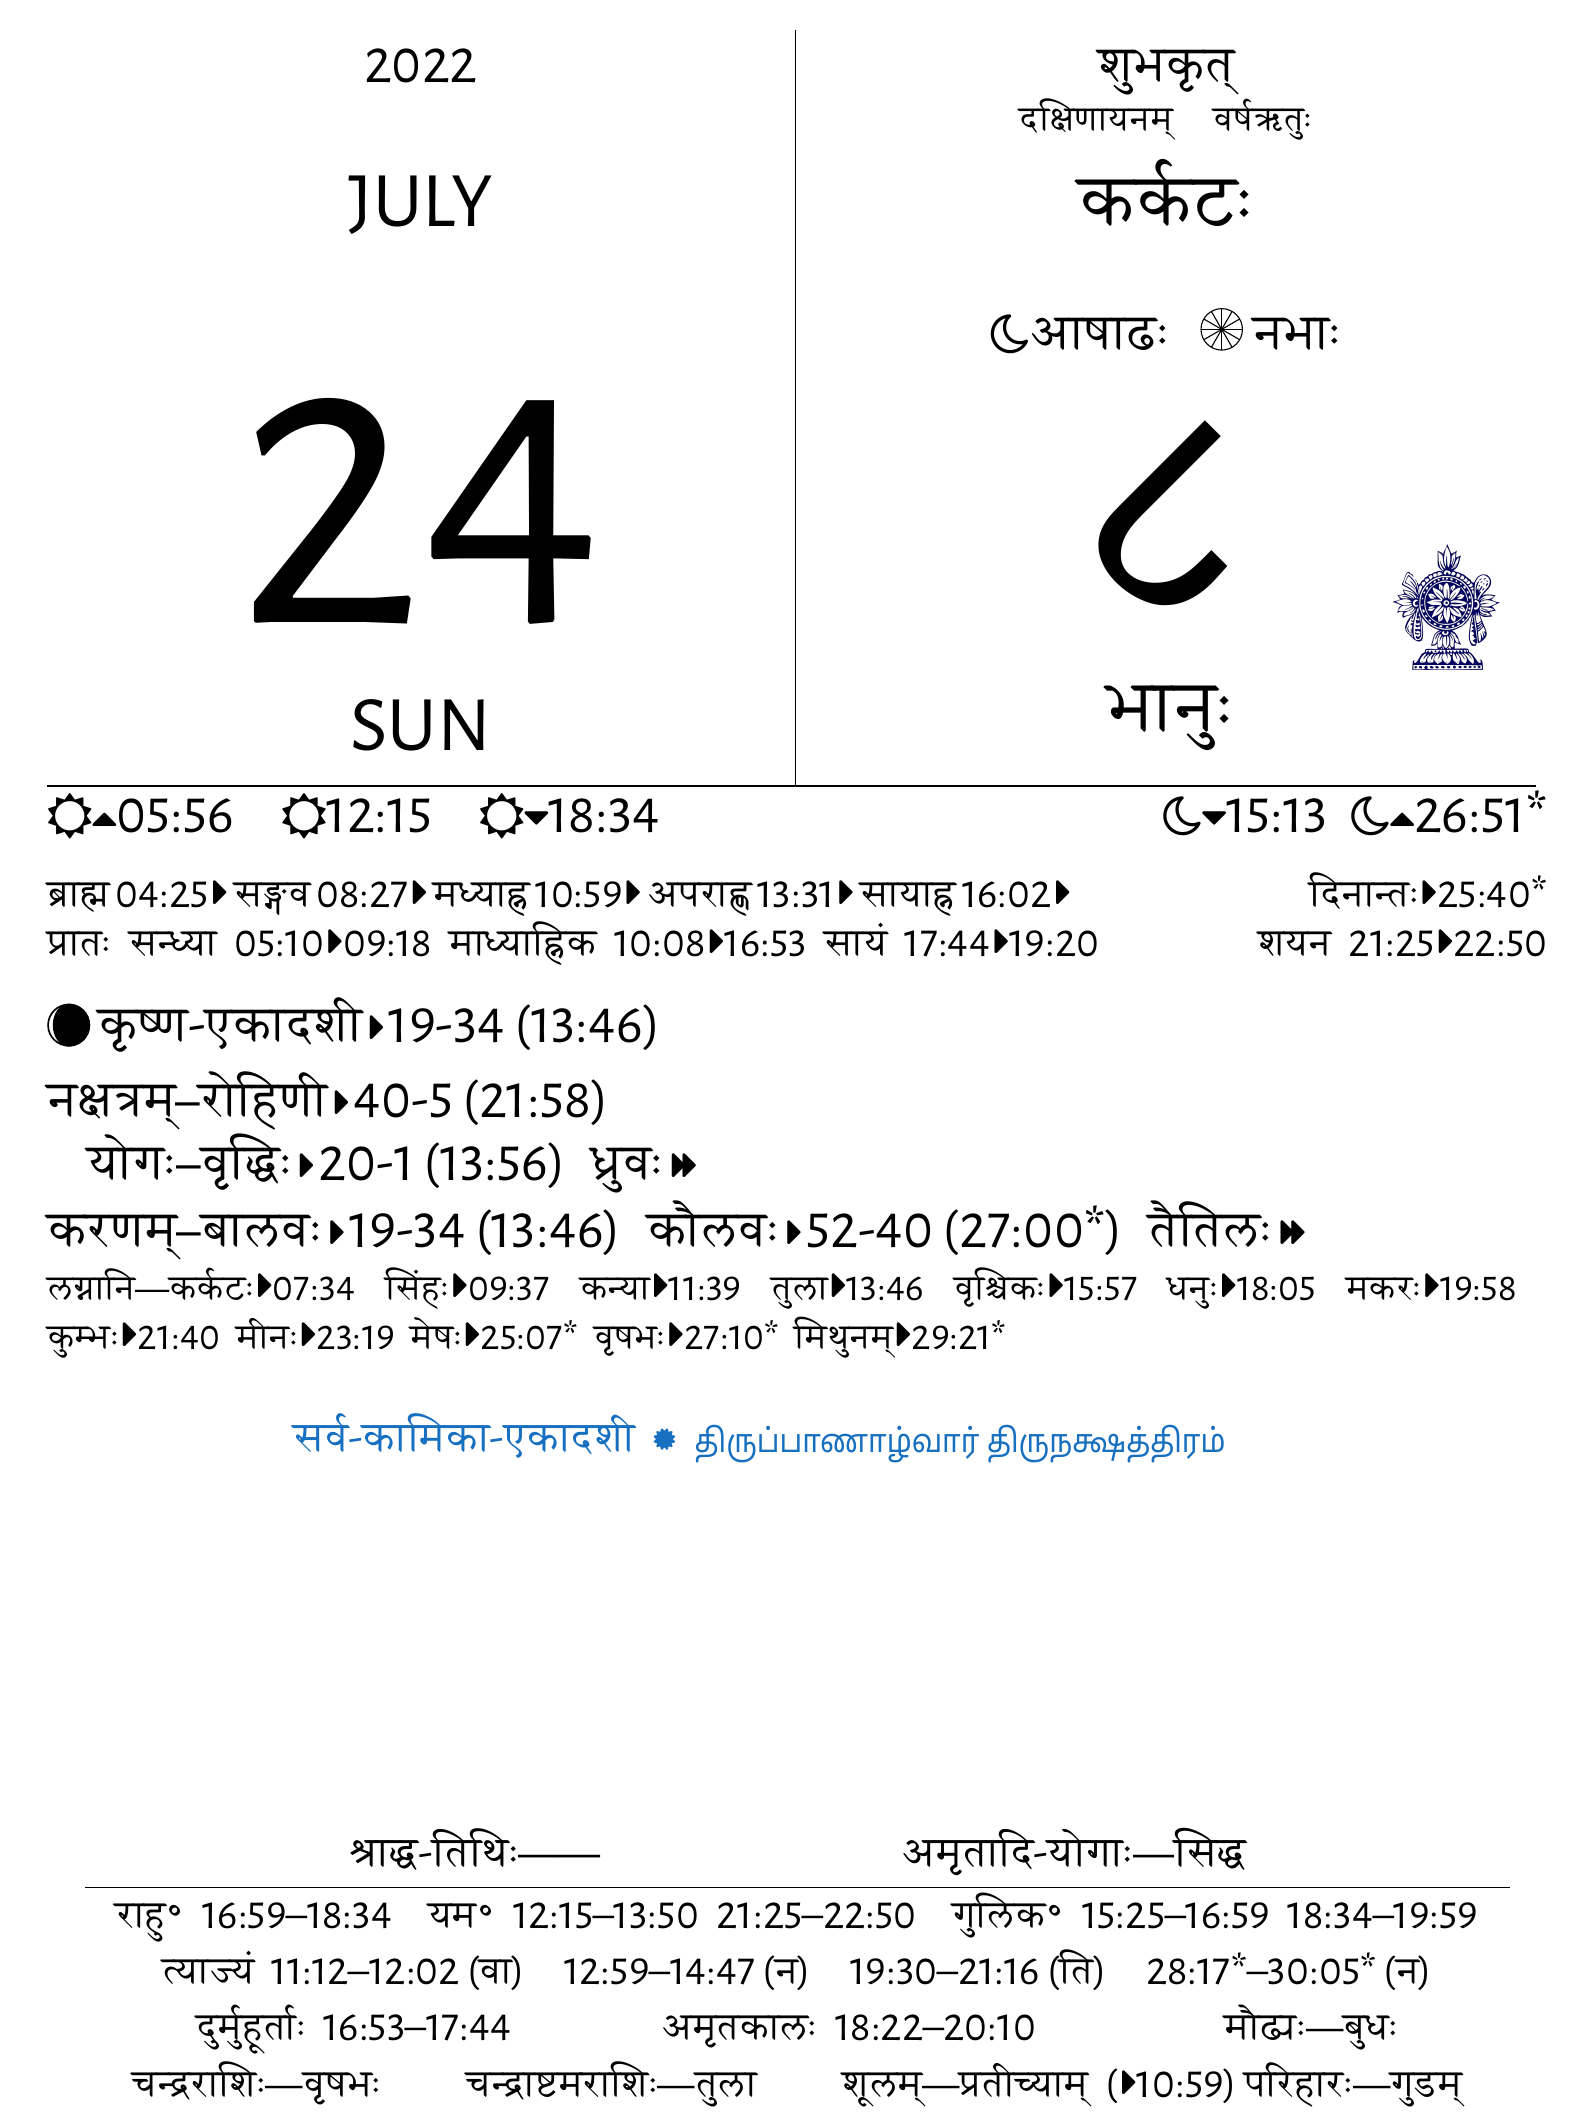 2022
JULY
24
SUN
शुभकृत्
दक्षिणायनम् वर्षऋतुः
कर्कटः
आषाढः नभाः
८
भानुः
05:56 12:15 18:34 15:13 26:51*
ब्राह्म 04:25 सङ्गव 08:27 मध्याह्न 10:59 अपराह्ण 13:31 सायाह्न 16:02 दिनान्तः 25:40*
प्रातः सन्ध्या 05:10 09:18 माध्याह्निक 10:08 16:53 सायं 17:44 19:20 शयन 21:25 22:50
कृष्ण-एकादशी 19-34 (13:46)
नक्षत्रम्–रोहिणी 40-5 (21:58)
योगः–वृद्धिः 20-1 (13:56) ध्रुवः
करणम्–बालवः 19-34 (13:46) कौलवः 52-40 (27:00*) तैतिलः
लग्नानि—कर्कटः 07:34 सिंहः 09:37 कन्या 11:39 तुला 13:46 वृश्चिकः 15:57 धनुः 18:05 मकरः 19:58
कुम्भः 21:40 मीनः 23:19 मेषः 25:07* वृषभः 27:10* मिथुनम् 29:21*
सर्व-कामिका-एकादशी திருப்பாணாழ்வார் திருநக்ஷத்திரம்
श्राद्ध-तिथिः—— अमृतादि-योगाः—सिद्ध
राहु॰ 16:59–18:34 यम॰ 12:15–13:50 21:25–22:50 गुलिक॰ 15:25–16:59 18:34–19:59
त्याज्यं 11:12–12:02 (वा) 12:59–14:47 (न) 19:30–21:16 (ति) 28:17*–30:05* (न)
दुर्मुहूर्ताः 16:53–17:44 अमृतकालः 18:22–20:10 मौढ्यः—बुधः
चन्द्रराशिः—वृषभः चन्द्राष्टमराशिः—तुला शूलम्—प्रतीच्याम् (10:59) परिहारः—गुडम्